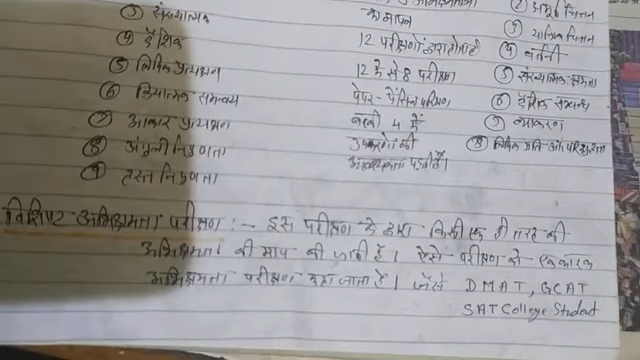 ③ संख्यात्मक
④ दैशिक
⑤ लिपिक प्रत्यक्षण
⑥ क्रियात्मक समन्वय
⑦ आकार प्रत्यक्षण
⑧ अंगुली निपुणता
⑨ हस्त निपुणता
का मापन
12 परीक्षणों द्वारा होता है
12 में से 8 परीक्षण
पेपर - पेंसिल परीक्षण
बाकी 4 में
उपकरणों की
आवश्यकता पड़ती है।
② अमूर्त चिंतन
③ यांत्रिक चिंतन
④ वर्तनी
⑤ संख्यात्मक क्षमता
⑥ दैशिक सम्बन्ध
⑦ व्याकरण
⑧ लिपिक गति और परिशुद्धता
विशिष्ट अभिक्षमता परीक्षण :- इस परीक्षण के द्वारा किसी एक ही तरह की
अभिक्षमता की माप की जाती है। ऐसे परीक्षण को एक कारक
अभिक्षमता परीक्षण कहा जाता है। जैसे DMAT, GCAT
SAT College Student